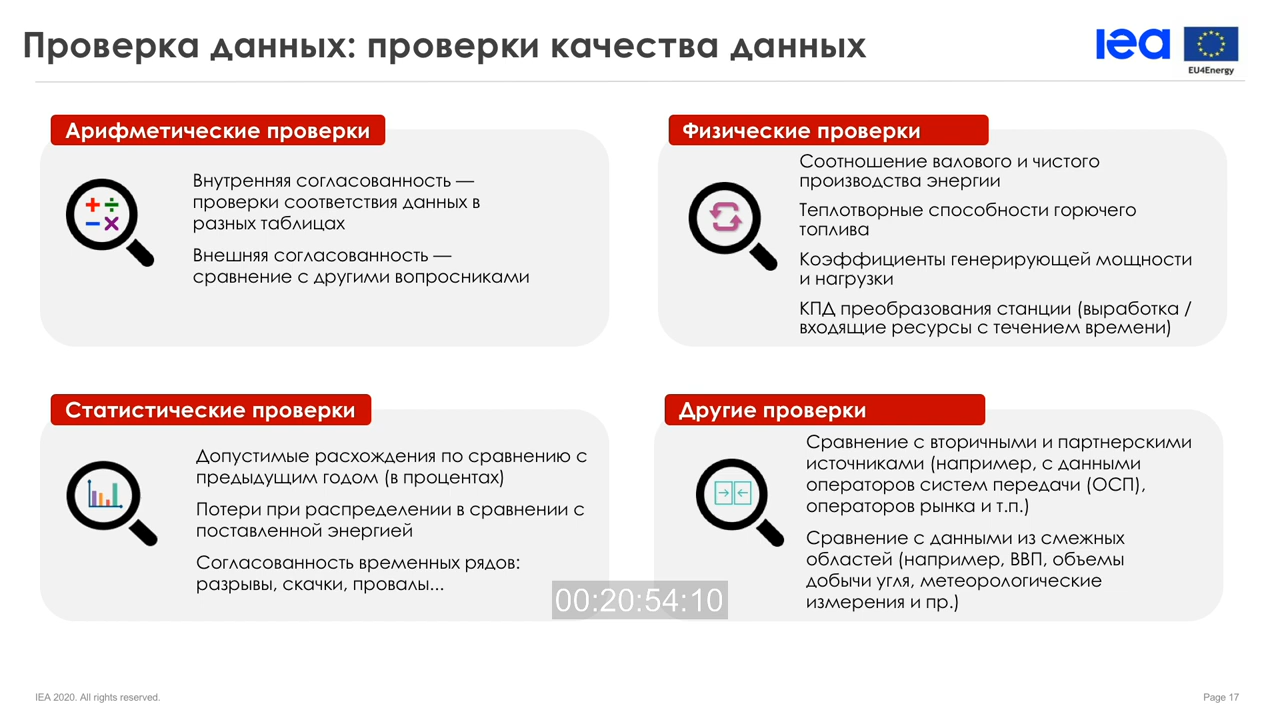 Проверка данных: проверки качества данных
iea
EU4Energy
Арифметические проверки
Внутренняя согласованность —
проверки соответствия данных в
разных таблицах
Внешняя согласованность —
сравнение с другими вопросниками
Физические проверки
Соотношение валового и чистого
производства энергии
Теплотворные способности горючего
топлива
Коэффициенты генерирующей мощности
и нагрузки
КПД преобразования станции (выработка /
входящие ресурсы с течением времени)
Статистические проверки
Допустимые расхождения по сравнению с
предыдущим годом (в процентах)
Потери при распределении в сравнении с
поставленной энергией
Согласованность временных рядов:
разрывы, скачки, провалы...
Другие проверки
Сравнение с вторичными и партнерскими
источниками (например, с данными
операторов систем передачи (ОСП),
операторов рынка и т.п.)
Сравнение с данными из смежных
областей (например, ВВП, объемы
добычи угля, метеорологические
измерения и пр.)
00:20:54:10
IEA 2020. All rights reserved.
Page 17